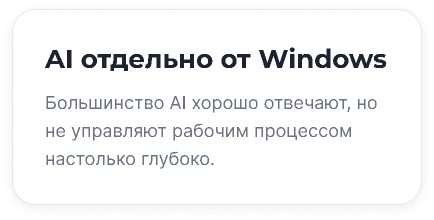 AI отдельно от Windows
Большинство AI хорошо отвечают, но
не управляют рабочим процессом
настолько глубоко.